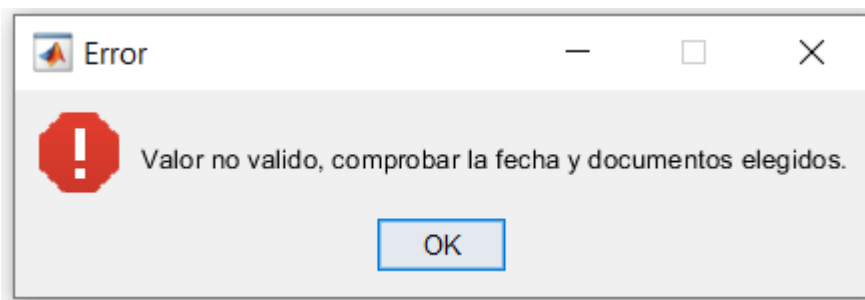 Error
Valor no valido, comprobar la fecha y documentos elegidos.
OK